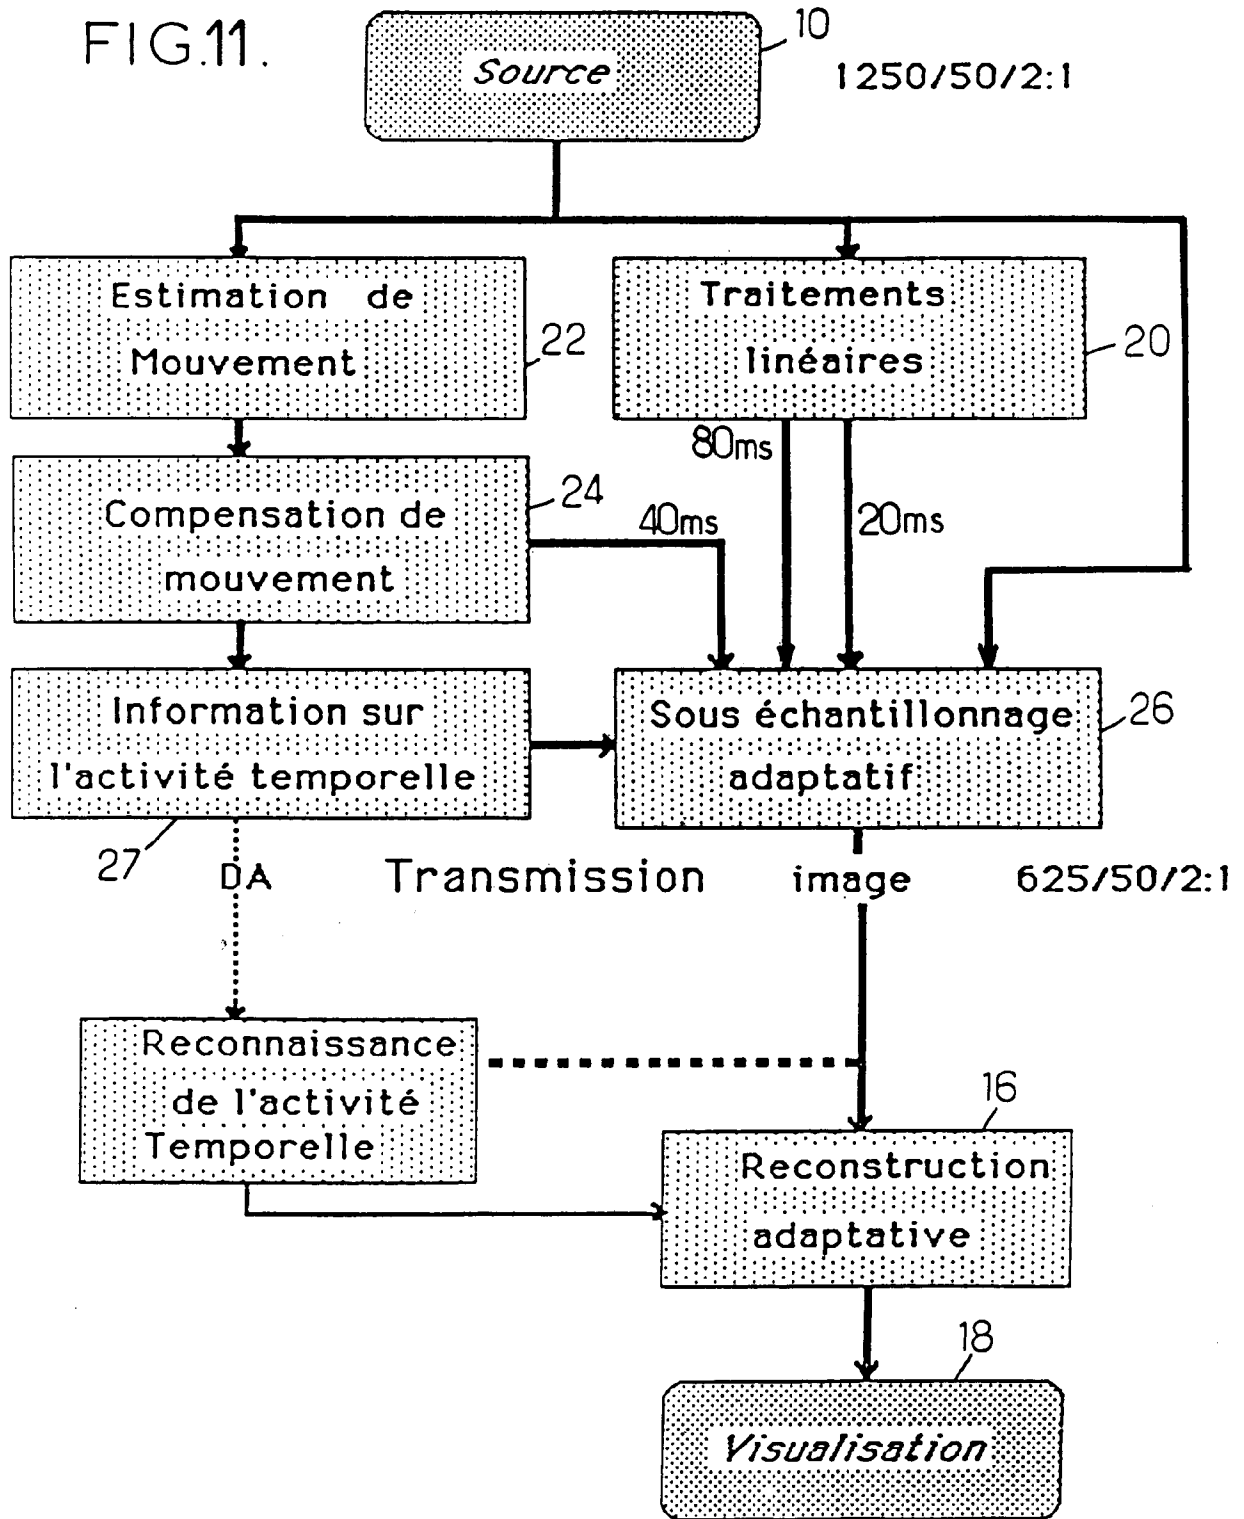 FIG.11.
Source
10
1250/50/2:1
Estimation de
Mouvement
22
Traitements
linéaires
20
80ms
20ms
Compensation de
mouvement
24
40ms
Information sur
l'activité temporelle
27
Sous échantillonnage
adaptatif
26
DA
Transmission image 625/50/2:1
Reconnaissance
de l'activité
Temporelle
16
Reconstruction
adaptative
18
Visualisation